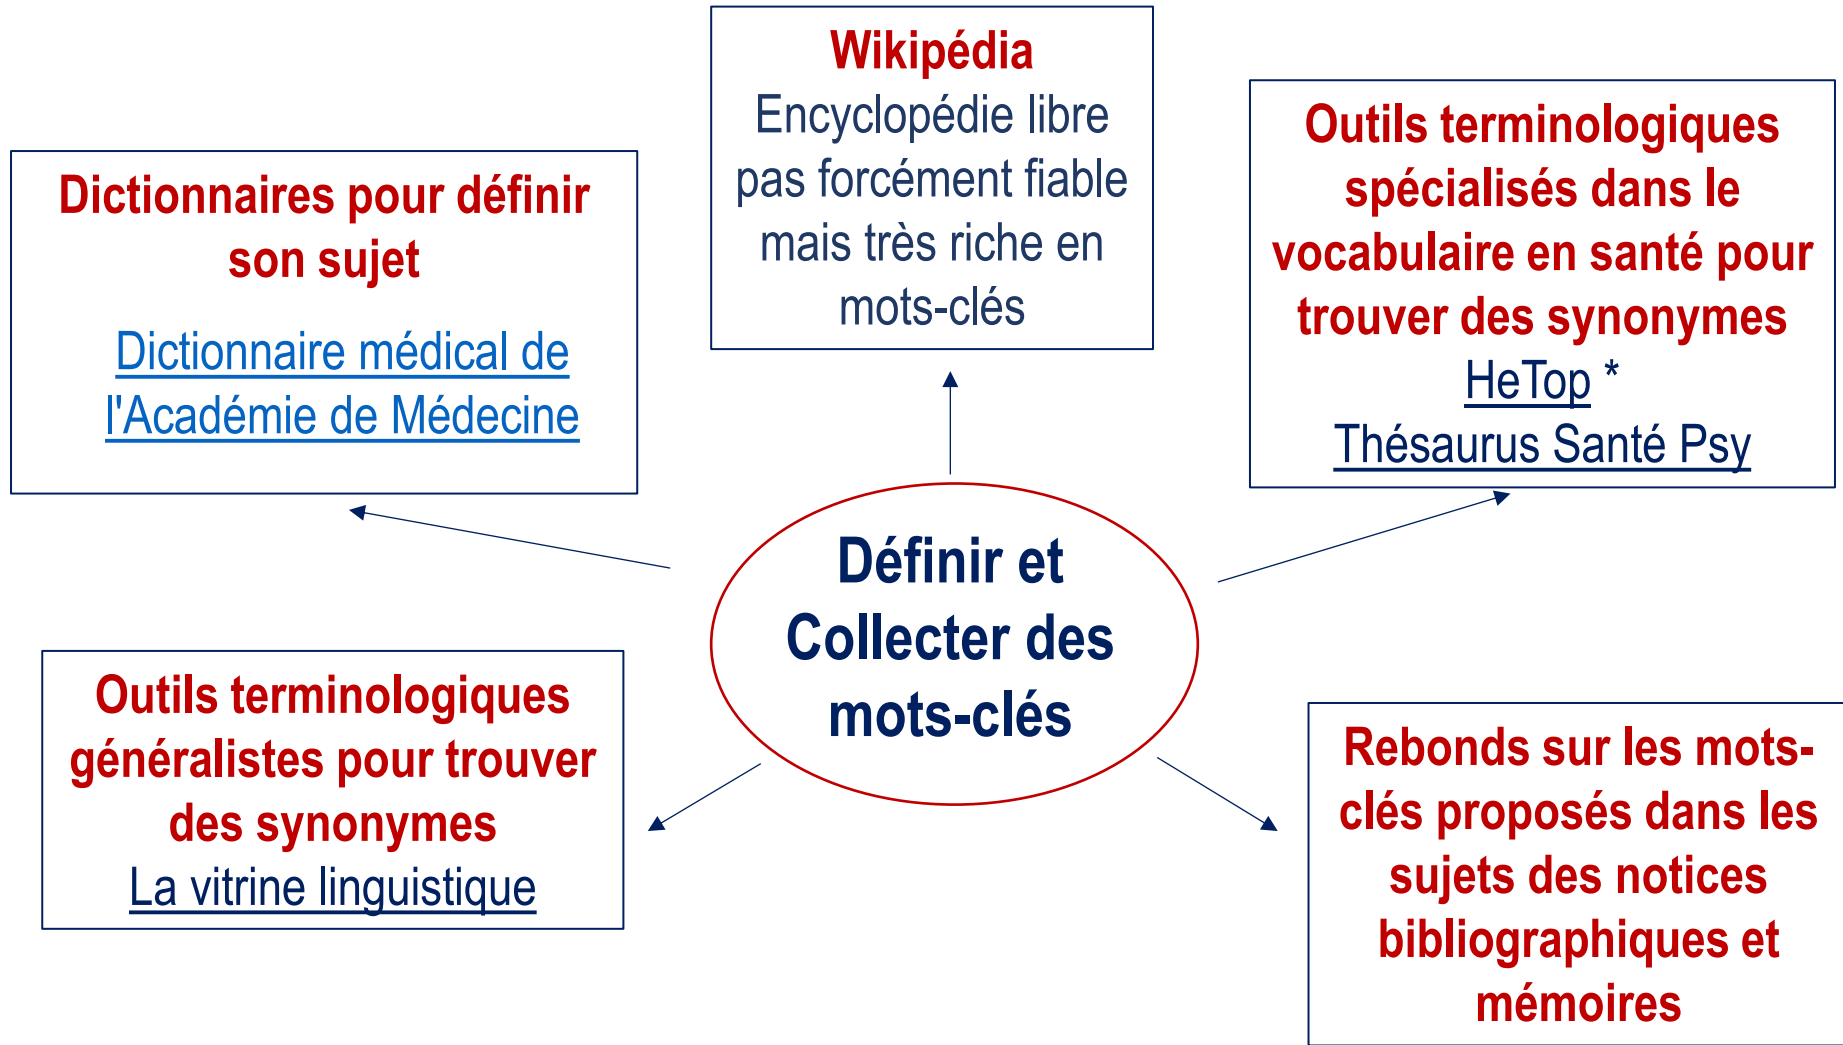 Wikipédia
Encyclopédie libre
pas forcément fiable
mais très riche en
mots-clés
Dictionnaires pour définir
son sujet
Dictionnaire médical de
l'Académie de Médecine
Outils terminologiques
spécialisés dans le
vocabulaire en santé pour
trouver des synonymes
HeTop *
Thésaurus Santé Psy
Définir et
Collecter des
mots-clés
Outils terminologiques
généralistes pour trouver
des synonymes
La vitrine linguistique
Rebonds sur les mots-
clés proposés dans les
sujets des notices
bibliographiques et
mémoires